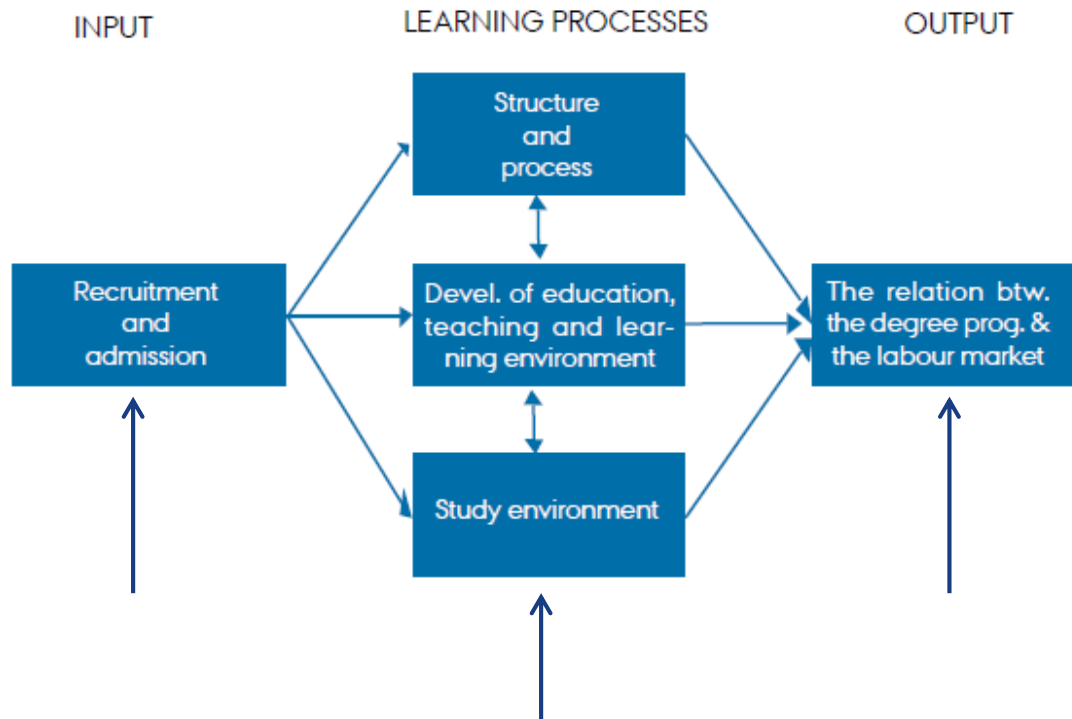 INPUT
LEARNING PROCESSES
OUTPUT
Structure
and
process
Recruitment
and
admission
Devel. of education,
teaching and lear-
ning environment
The relation btw.
the degree prog. &
the labour market
Study environment